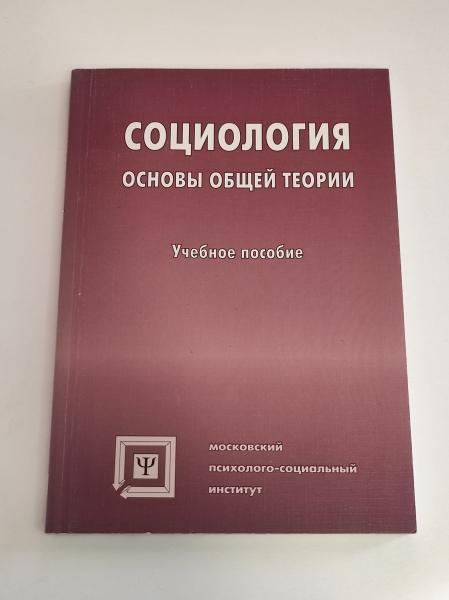 СОЦИОЛОГИЯ
ОСНОВЫ ОБЩЕЙ ТЕОРИИ
Учебное пособие
Ψ
МОСКОВСКИЙ
ПСИХОЛОГО-СОЦИАЛЬНЫЙ
ИНСТИТУТ